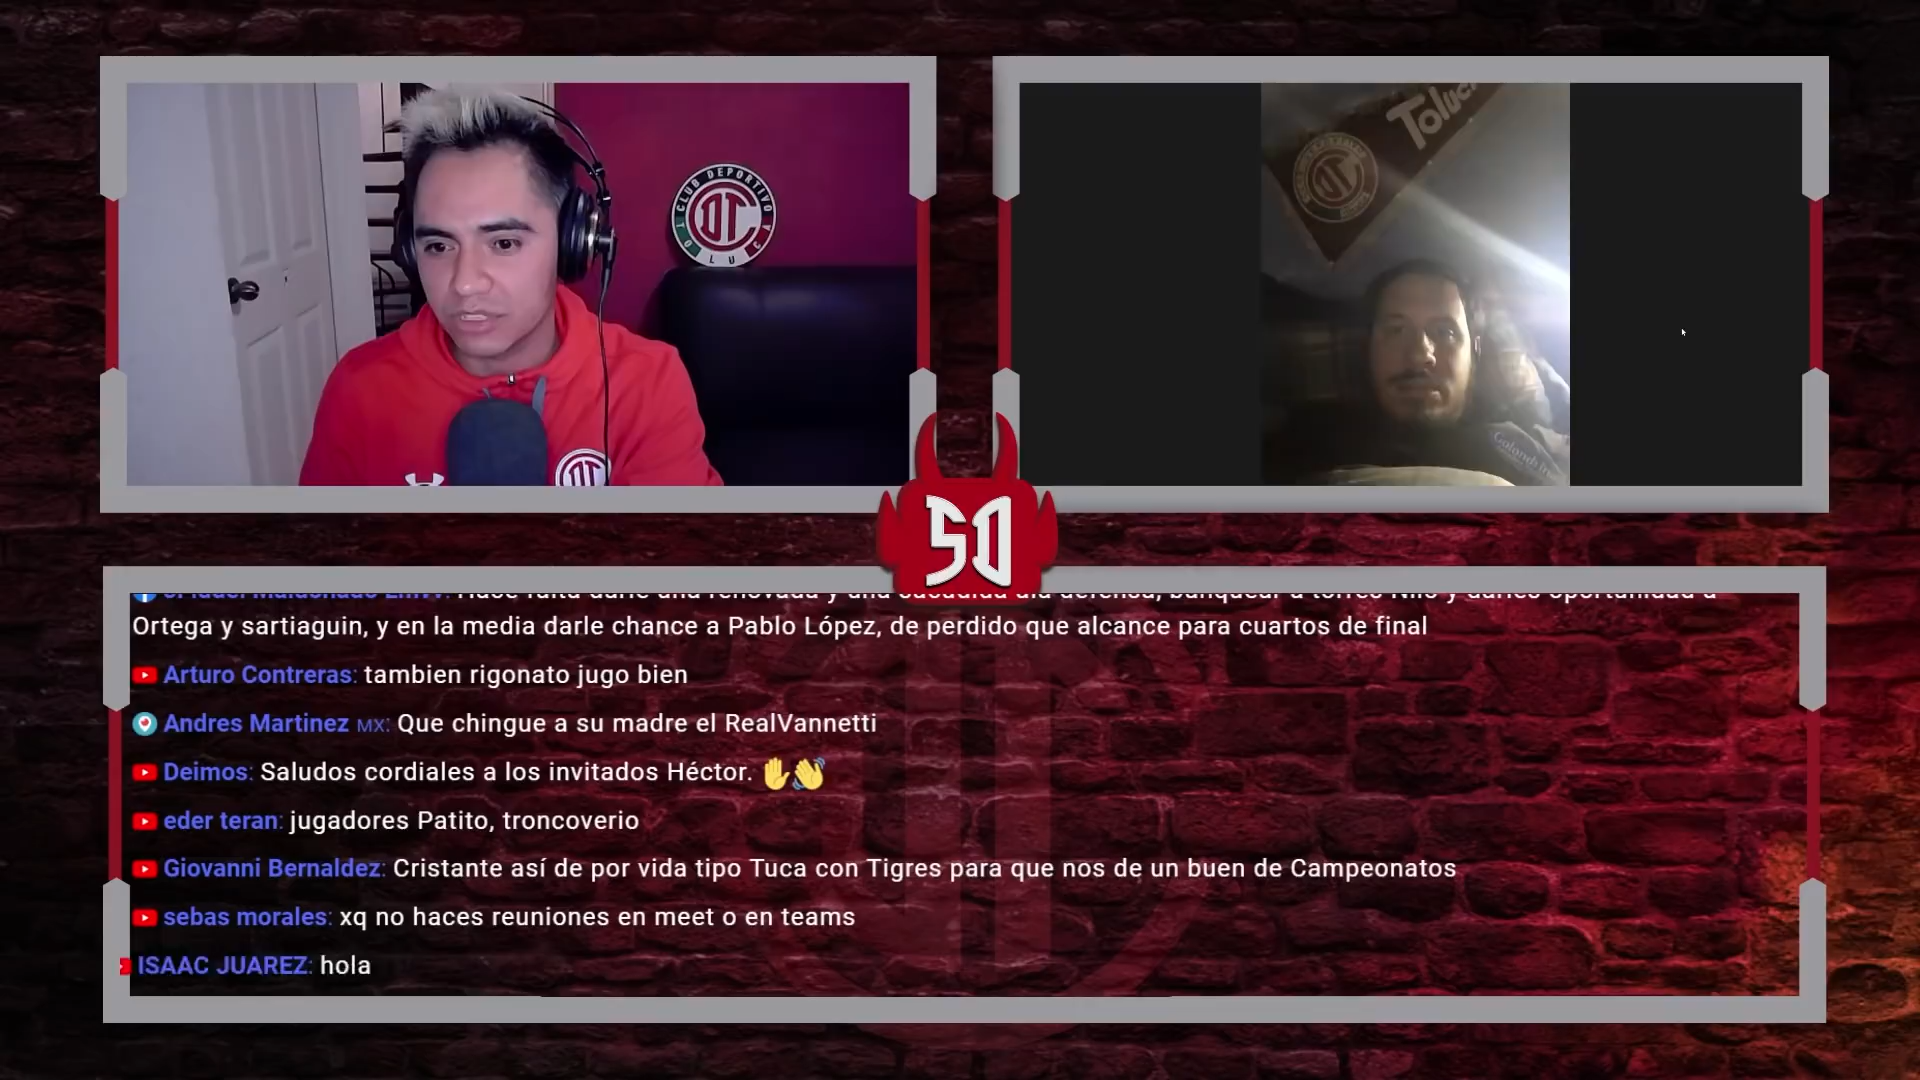 CLUB DEPORTIVO
TOLUCA
Toluca
SD
Maldonado
Ortega y sartiaguin, y en la media darle chance a Pablo López, de perdido que alcance para cuartos de final
Arturo Contreras: tambien rigonato jugo bien
Andres Martinez MX: Que chingue a su madre el RealVannetti
Deimos: Saludos cordiales a los invitados Héctor. ✋👋
eder teran: jugadores Patito, troncoverio
Giovanni Bernaldez: Cristante así de por vida tipo Tuca con Tigres para que nos de un buen de Campeonatos
sebas morales: xq no haces reuniones en meet o en teams
ISAAC JUAREZ: hola